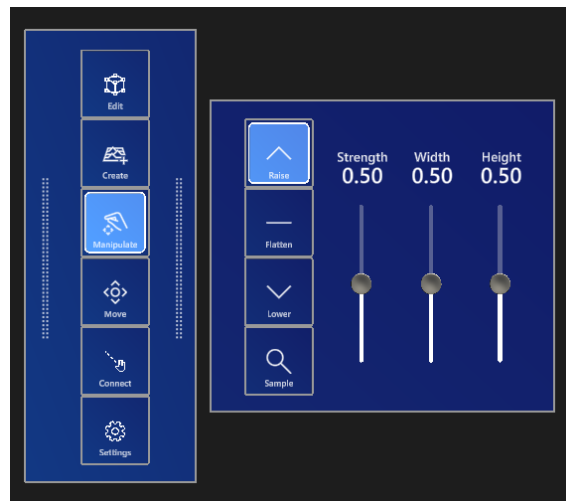 Edit
Create
Manipulate
Move
Connect
Settings
Raise
Flatten
Lower
Sample
Strength Width Height
0.50 0.50 0.50